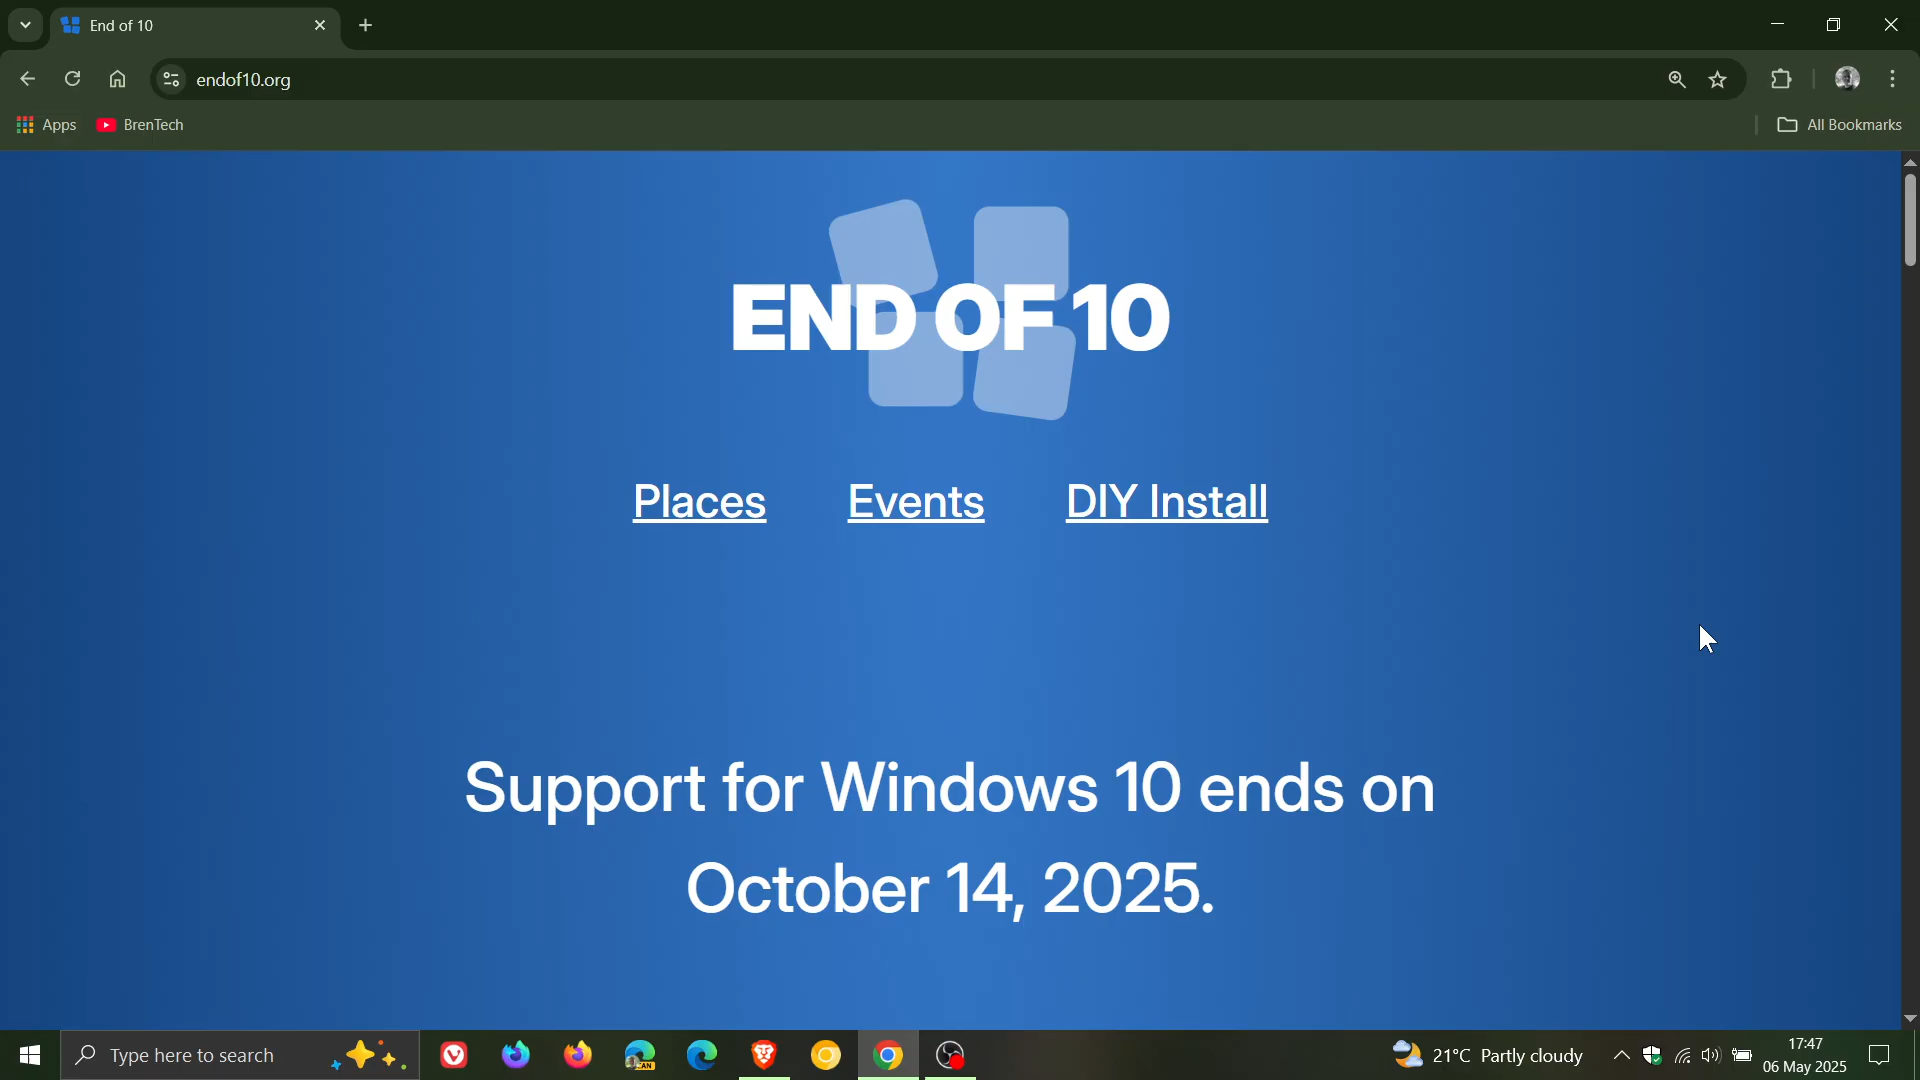 End of 10
endof10.org
Apps
BrenTech
All Bookmarks
END OF 10
Places
Events
DIY Install
Support for Windows 10 ends on
October 14, 2025.
Type here to search
CAN
21°C Partly cloudy
17:47
06 May 2025